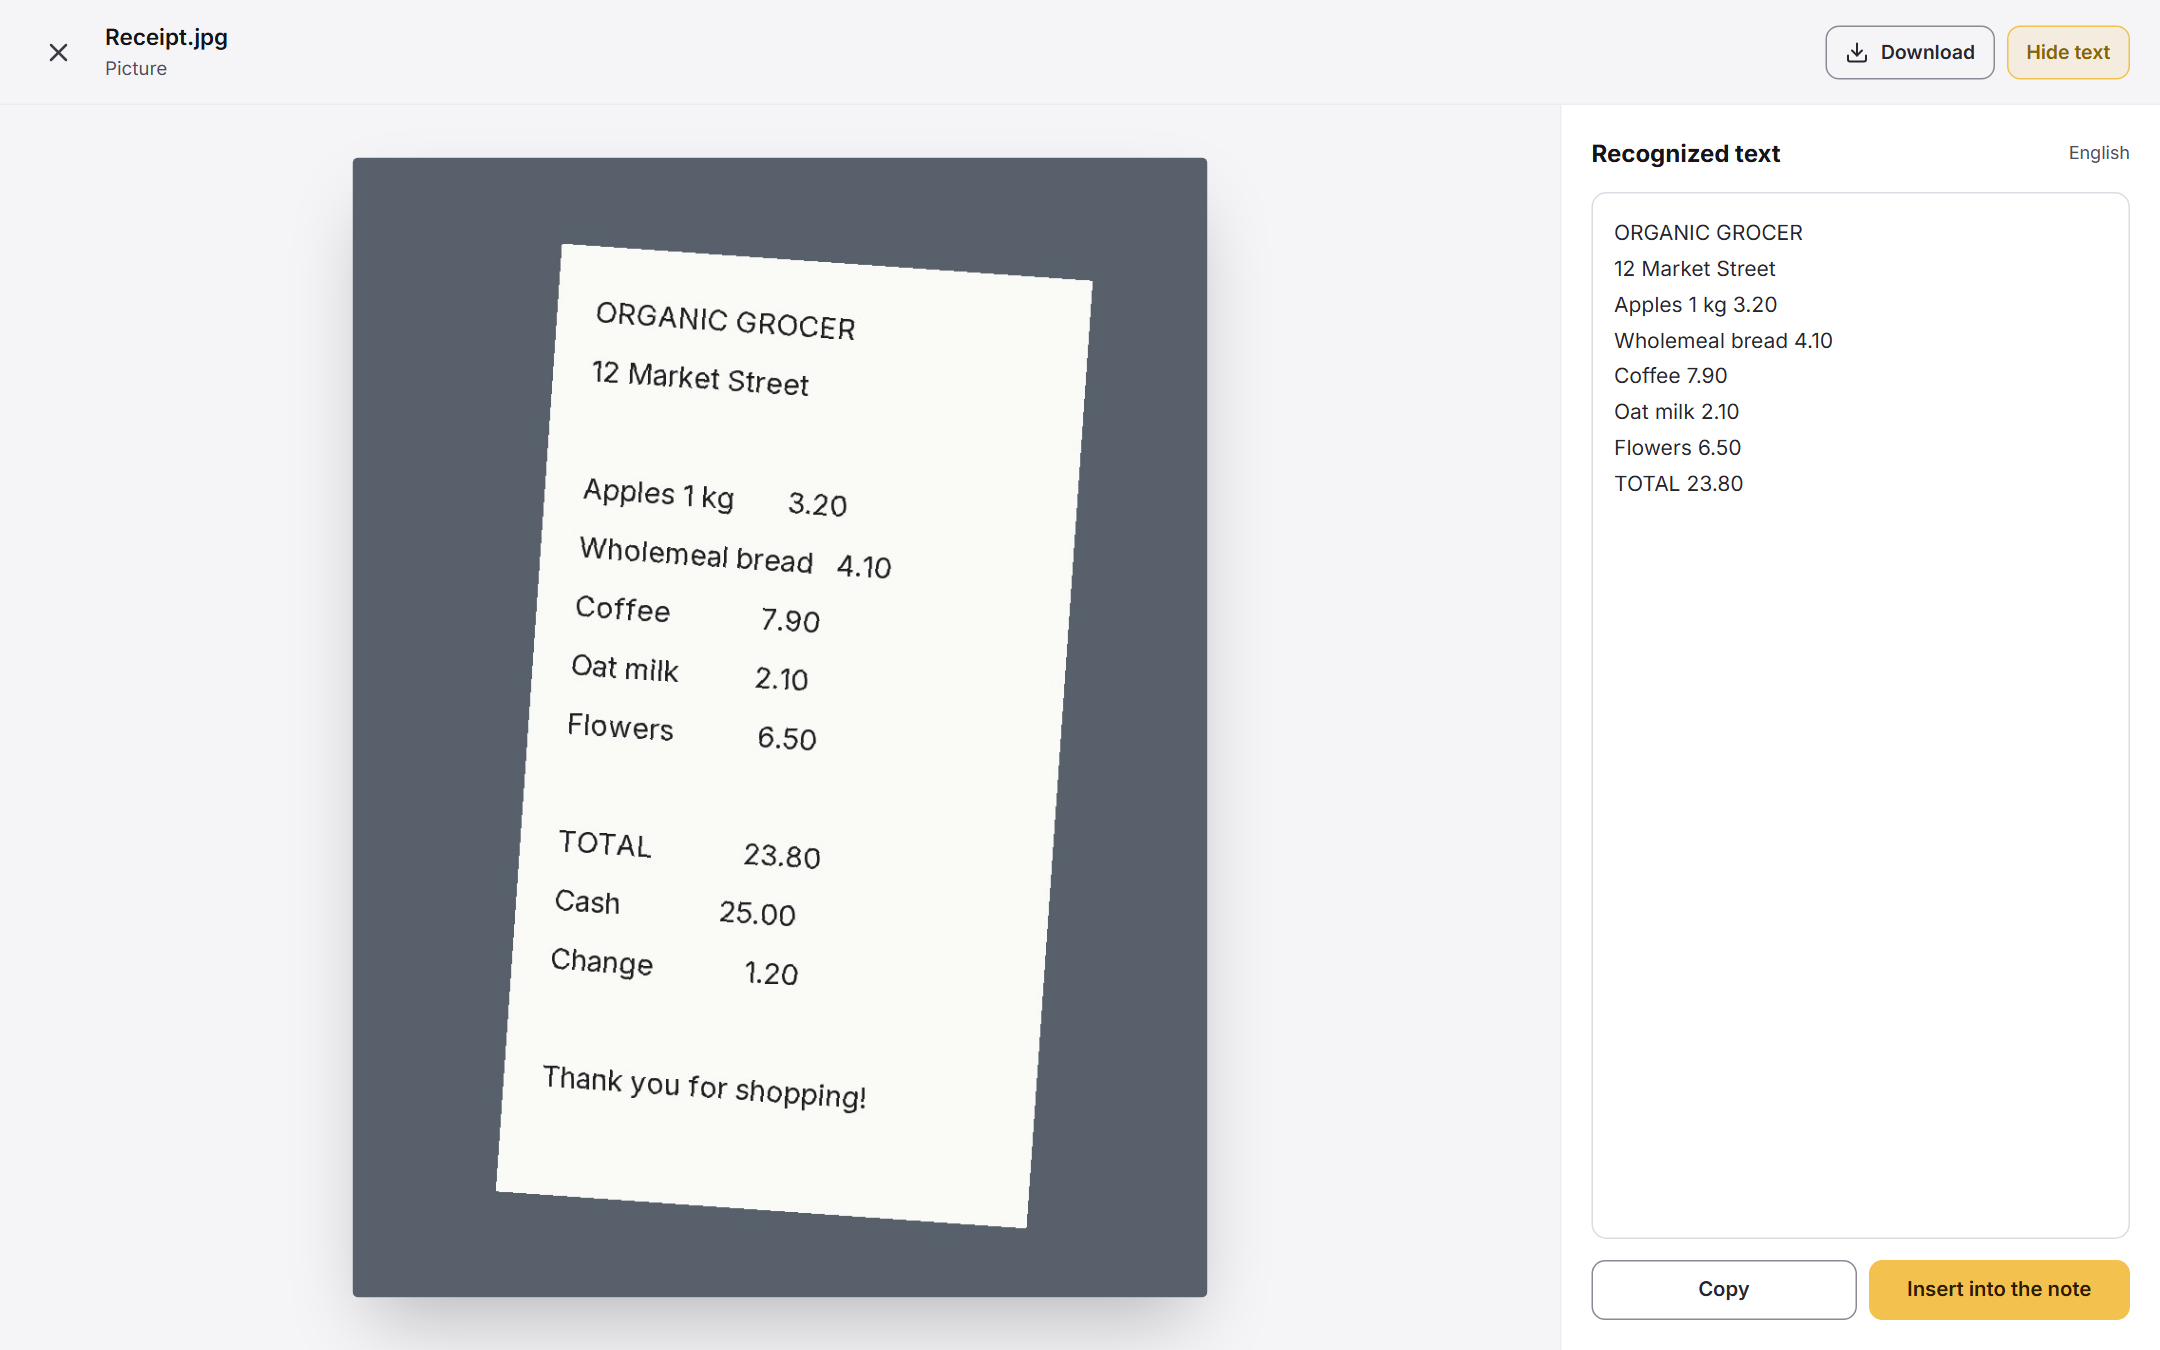 Receipt.jpg
Picture
Download
Hide text
ORGANIC GROCER
12 Market Street
Apples 1 kg 3.20
Wholemeal bread 4.10
Coffee 7.90
Oat milk 2.10
Flowers 6.50
TOTAL 23.80
Cash 25.00
Change 1.20
Thank you for shopping!
Recognized text
English
ORGANIC GROCER
12 Market Street
Apples 1 kg 3.20
Wholemeal bread 4.10
Coffee 7.90
Oat milk 2.10
Flowers 6.50
TOTAL 23.80
Copy
Insert into the note